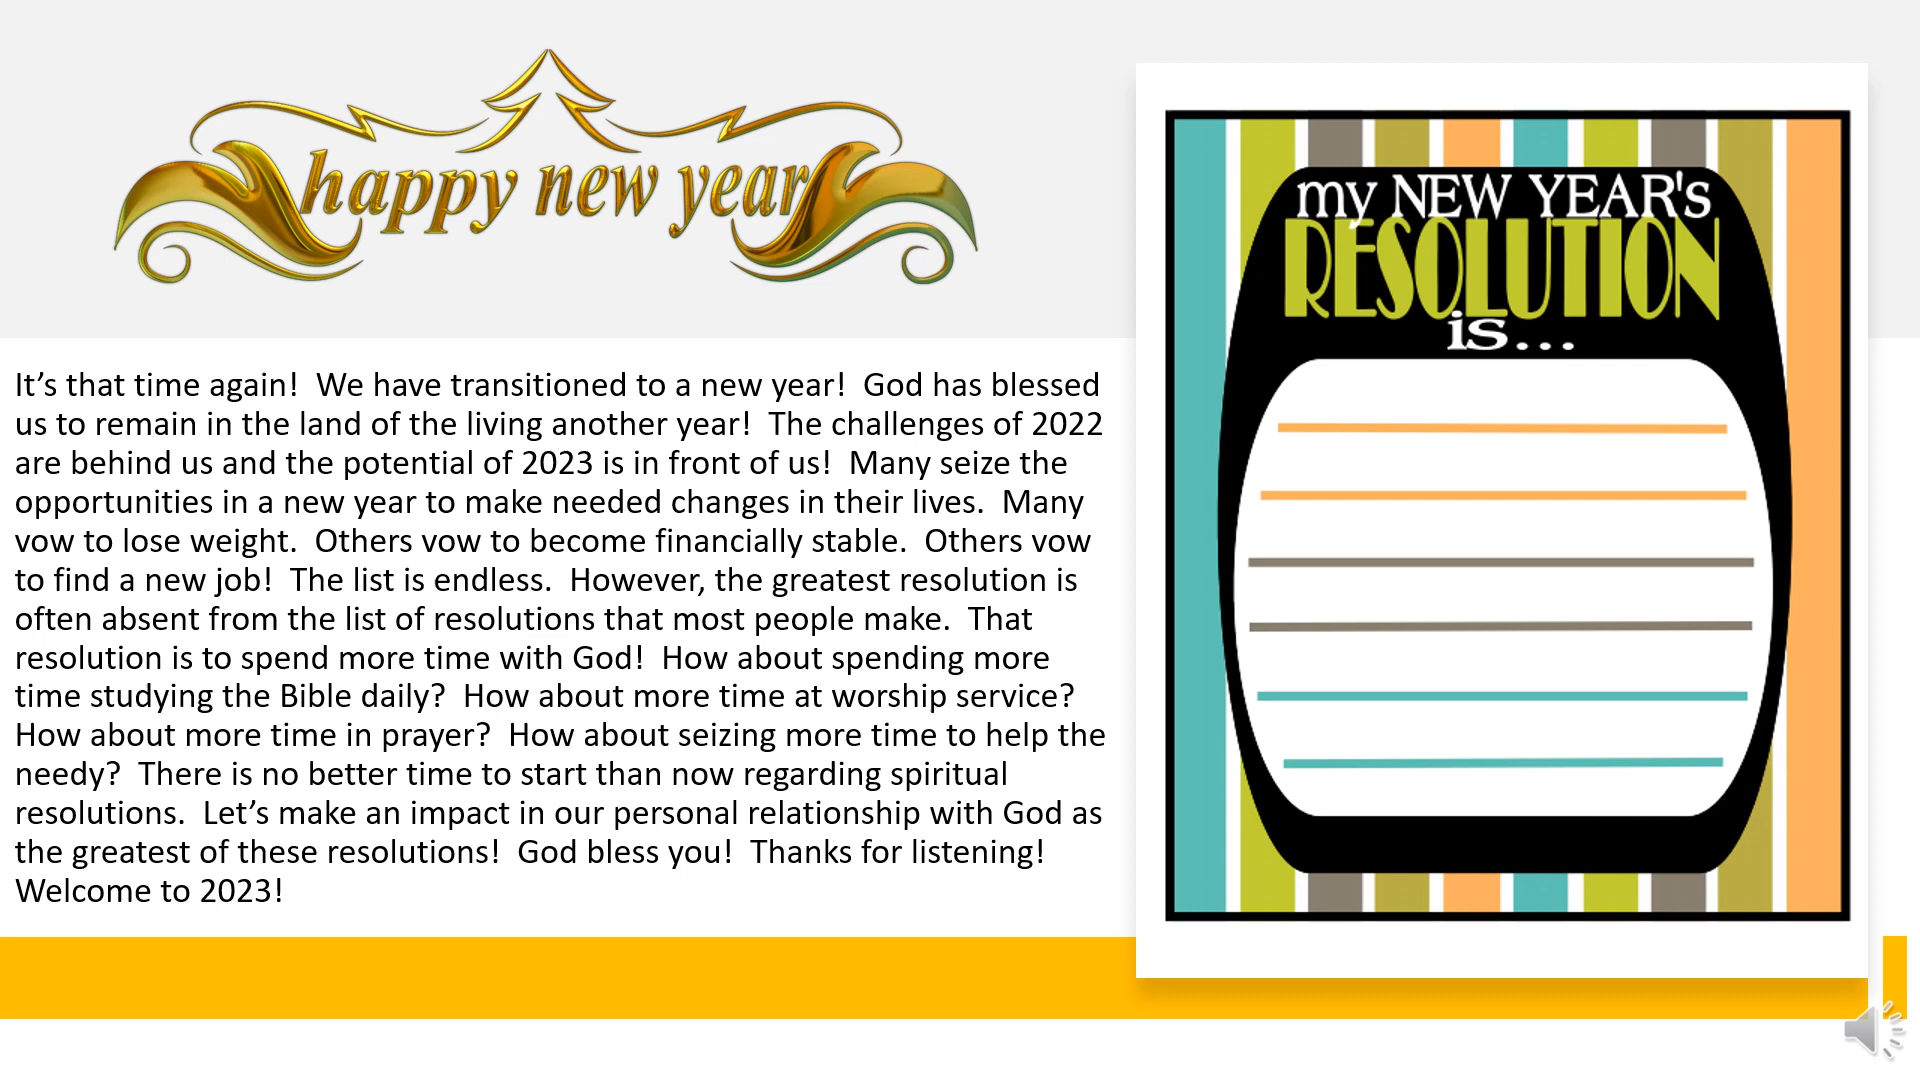 happy new year
It’s that time again!  We have transitioned to a new year!  God has blessed
us to remain in the land of the living another year!  The challenges of 2022
are behind us and the potential of 2023 is in front of us!  Many seize the
opportunities in a new year to make needed changes in their lives.  Many
vow to lose weight.  Others vow to become financially stable.  Others vow
to find a new job!  The list is endless.  However, the greatest resolution is
often absent from the list of resolutions that most people make.  That
resolution is to spend more time with God!  How about spending more
time studying the Bible daily?  How about more time at worship service?
How about more time in prayer?  How about seizing more time to help the
needy?  There is no better time to start than now regarding spiritual
resolutions.  Let’s make an impact in our personal relationship with God as
the greatest of these resolutions!  God bless you!  Thanks for listening!
Welcome to 2023!
my NEW YEAR's
RESOLUTION
is...